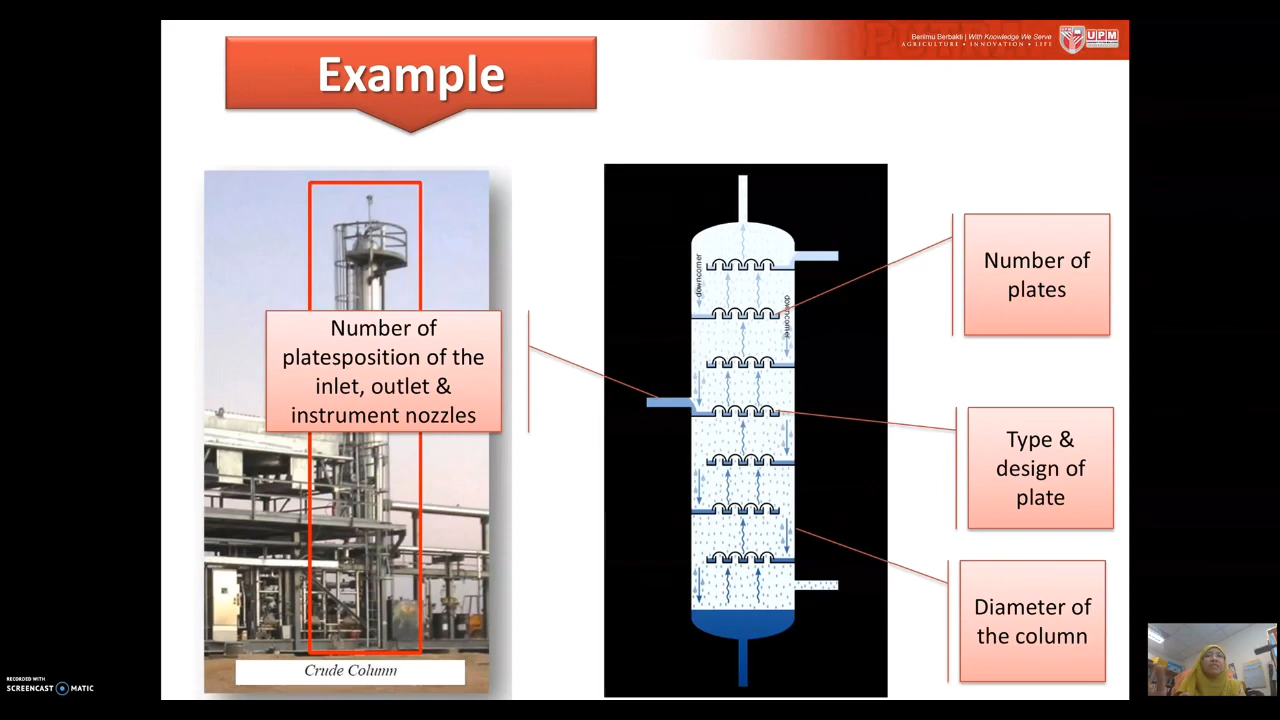 Berilmu Berbakti | With Knowledge We Serve
AGRICULTURE • INNOVATION • LIFE
UPM
Example
Number of
platesposition of the
inlet, outlet &
instrument nozzles
Crude Column
downcomer
downcomer
Number of
plates
Type &
design of
plate
Diameter of
the column
RECORDED WITH
SCREENCAST MATIC